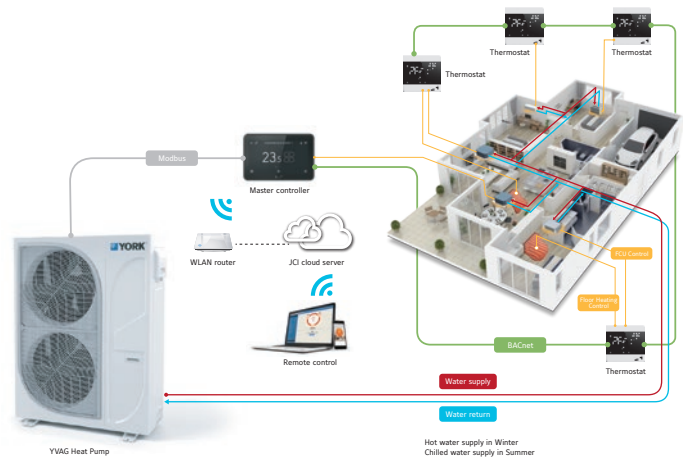 Thermostat
Thermostat
Thermostat
Modbus
23.5
Master controller
YORK
WLAN router
JCI cloud server
FCU Control
Floor Heating
Control
Remote control
BACnet
Thermostat
Water supply
Water return
YVAG Heat Pump
Hot water supply in Winter
Chilled water supply in Summer